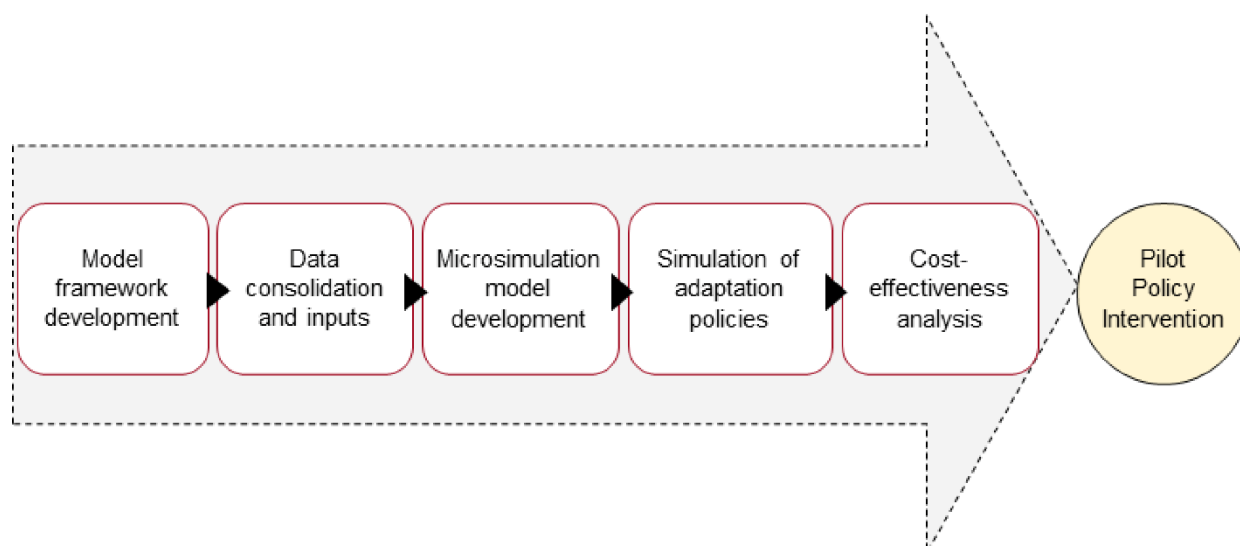 Model
framework
development
Data
consolidation
and inputs
Microsimulation
model
development
Simulation of
adaptation
policies
Cost-
effectiveness
analysis
Pilot
Policy
Intervention